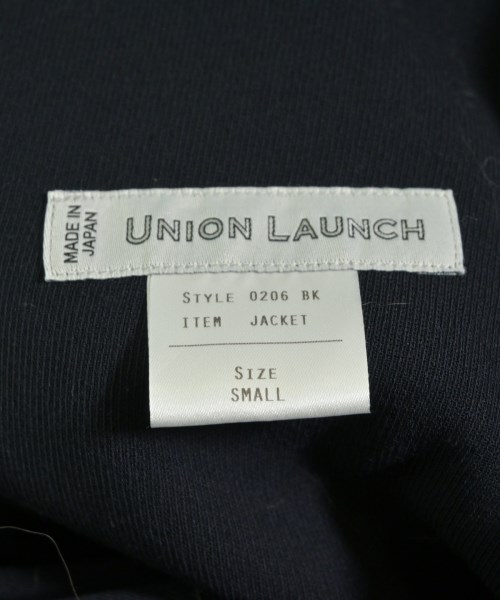 MADE IN
JAPAN
UNION LAUNCH
STYLE 0206 BK
ITEM JACKET
SIZE
SMALL